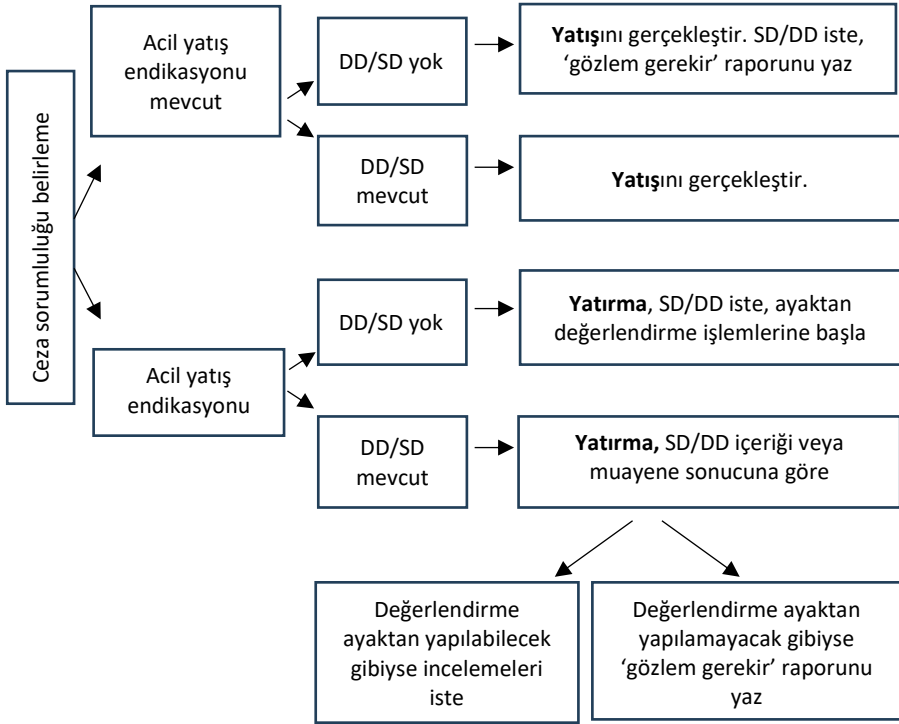 Ceza sorumluluğu belirleme
Acil yatış
endikasyonu
mevcut
DD/SD yok
Yatışını gerçekleştir. SD/DD iste,
‘gözlem gerekir’ raporunu yaz
DD/SD
mevcut
Yatışını gerçekleştir.
Acil yatış
endikasyonu
DD/SD yok
Yatırma, SD/DD iste, ayaktan
değerlendirme işlemlerine başla
DD/SD
mevcut
Yatırma, SD/DD içeriği veya
muayene sonucuna göre
Değerlendirme
ayaktan yapılabilecek
gibiyse incelemeleri
iste
Değerlendirme ayaktan
yapılamayacak gibiyse
‘gözlem gerekir’ raporunu
yaz